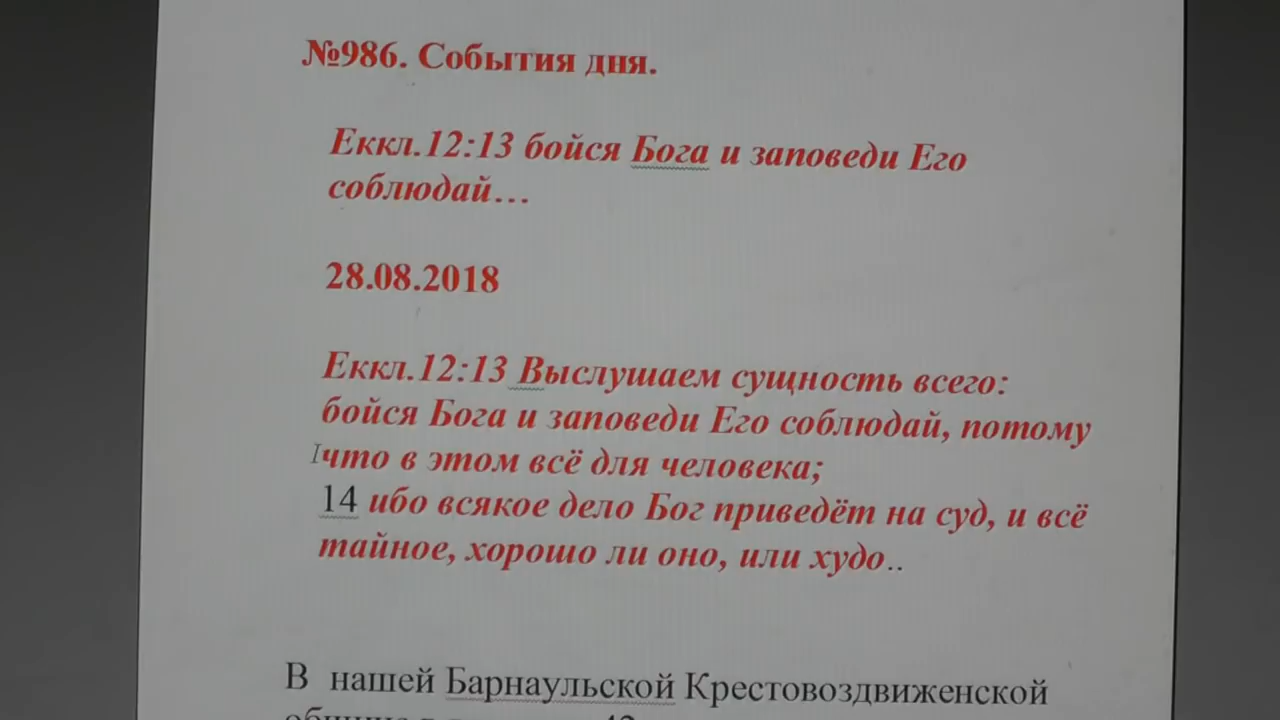 №986. События дня.
Еккл.12:13 бойся Бога и заповеди Его
соблюдай…
28.08.2018
Еккл.12:13 Выслушаем сущность всего:
бойся Бога и заповеди Его соблюдай, потому
что в этом всё для человека;
14 ибо всякое дело Бог приведёт на суд, и всё
тайное, хорошо ли оно, или худо..
В нашей Барнаульской Крестовоздвиженской